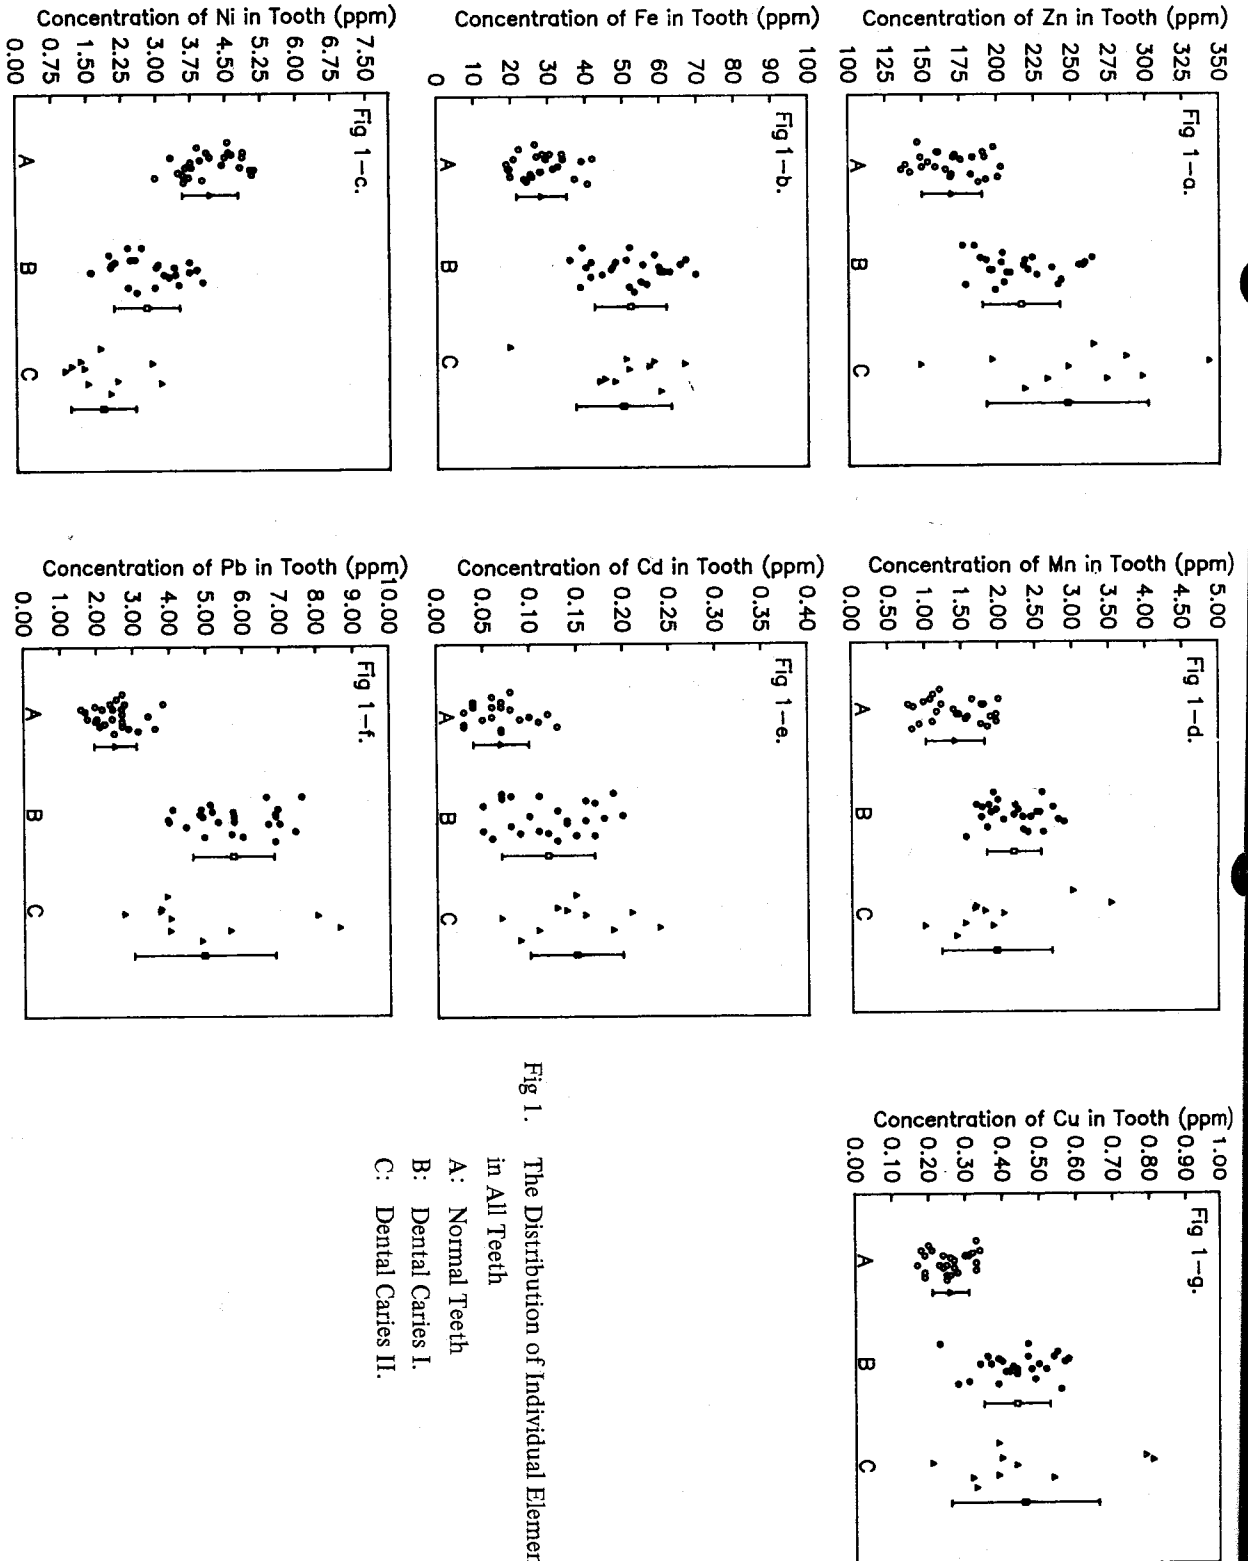 Concentration of Zn in Tooth (ppm)
350
325
300
275
250
225
200
175
150
125
100
Fig 1-a.
A
B
C
Concentration of Mn in Tooth (ppm)
5.00
4.50
4.00
3.50
3.00
2.50
2.00
1.50
1.00
0.50
0.00
Fig 1-d.
A
B
C
Concentration of Cu in Tooth (ppm)
1.00
0.90
0.80
0.70
0.60
0.50
0.40
0.30
0.20
0.10
0.00
Fig 1-g.
A
B
C
Concentration of Fe in Tooth (ppm)
100
90
80
70
60
50
40
30
20
10
0
Fig 1-b.
A
B
C
Concentration of Cd in Tooth (ppm)
0.40
0.35
0.30
0.25
0.20
0.15
0.10
0.05
0.00
Fig 1-e.
A
B
C
Concentration of Ni in Tooth (ppm)
7.50
6.75
6.00
5.25
4.50
3.75
3.00
2.25
1.50
0.75
0.00
Fig 1-c.
A
B
C
Concentration of Pb in Tooth (ppm)
10.00
9.00
8.00
7.00
6.00
5.00
4.00
3.00
2.00
1.00
0.00
Fig 1-f.
A
B
C
Fig 1. The Distribution of Individual Elemen
in All Teeth
A: Normal Teeth
B: Dental Caries I.
C: Dental Caries II.